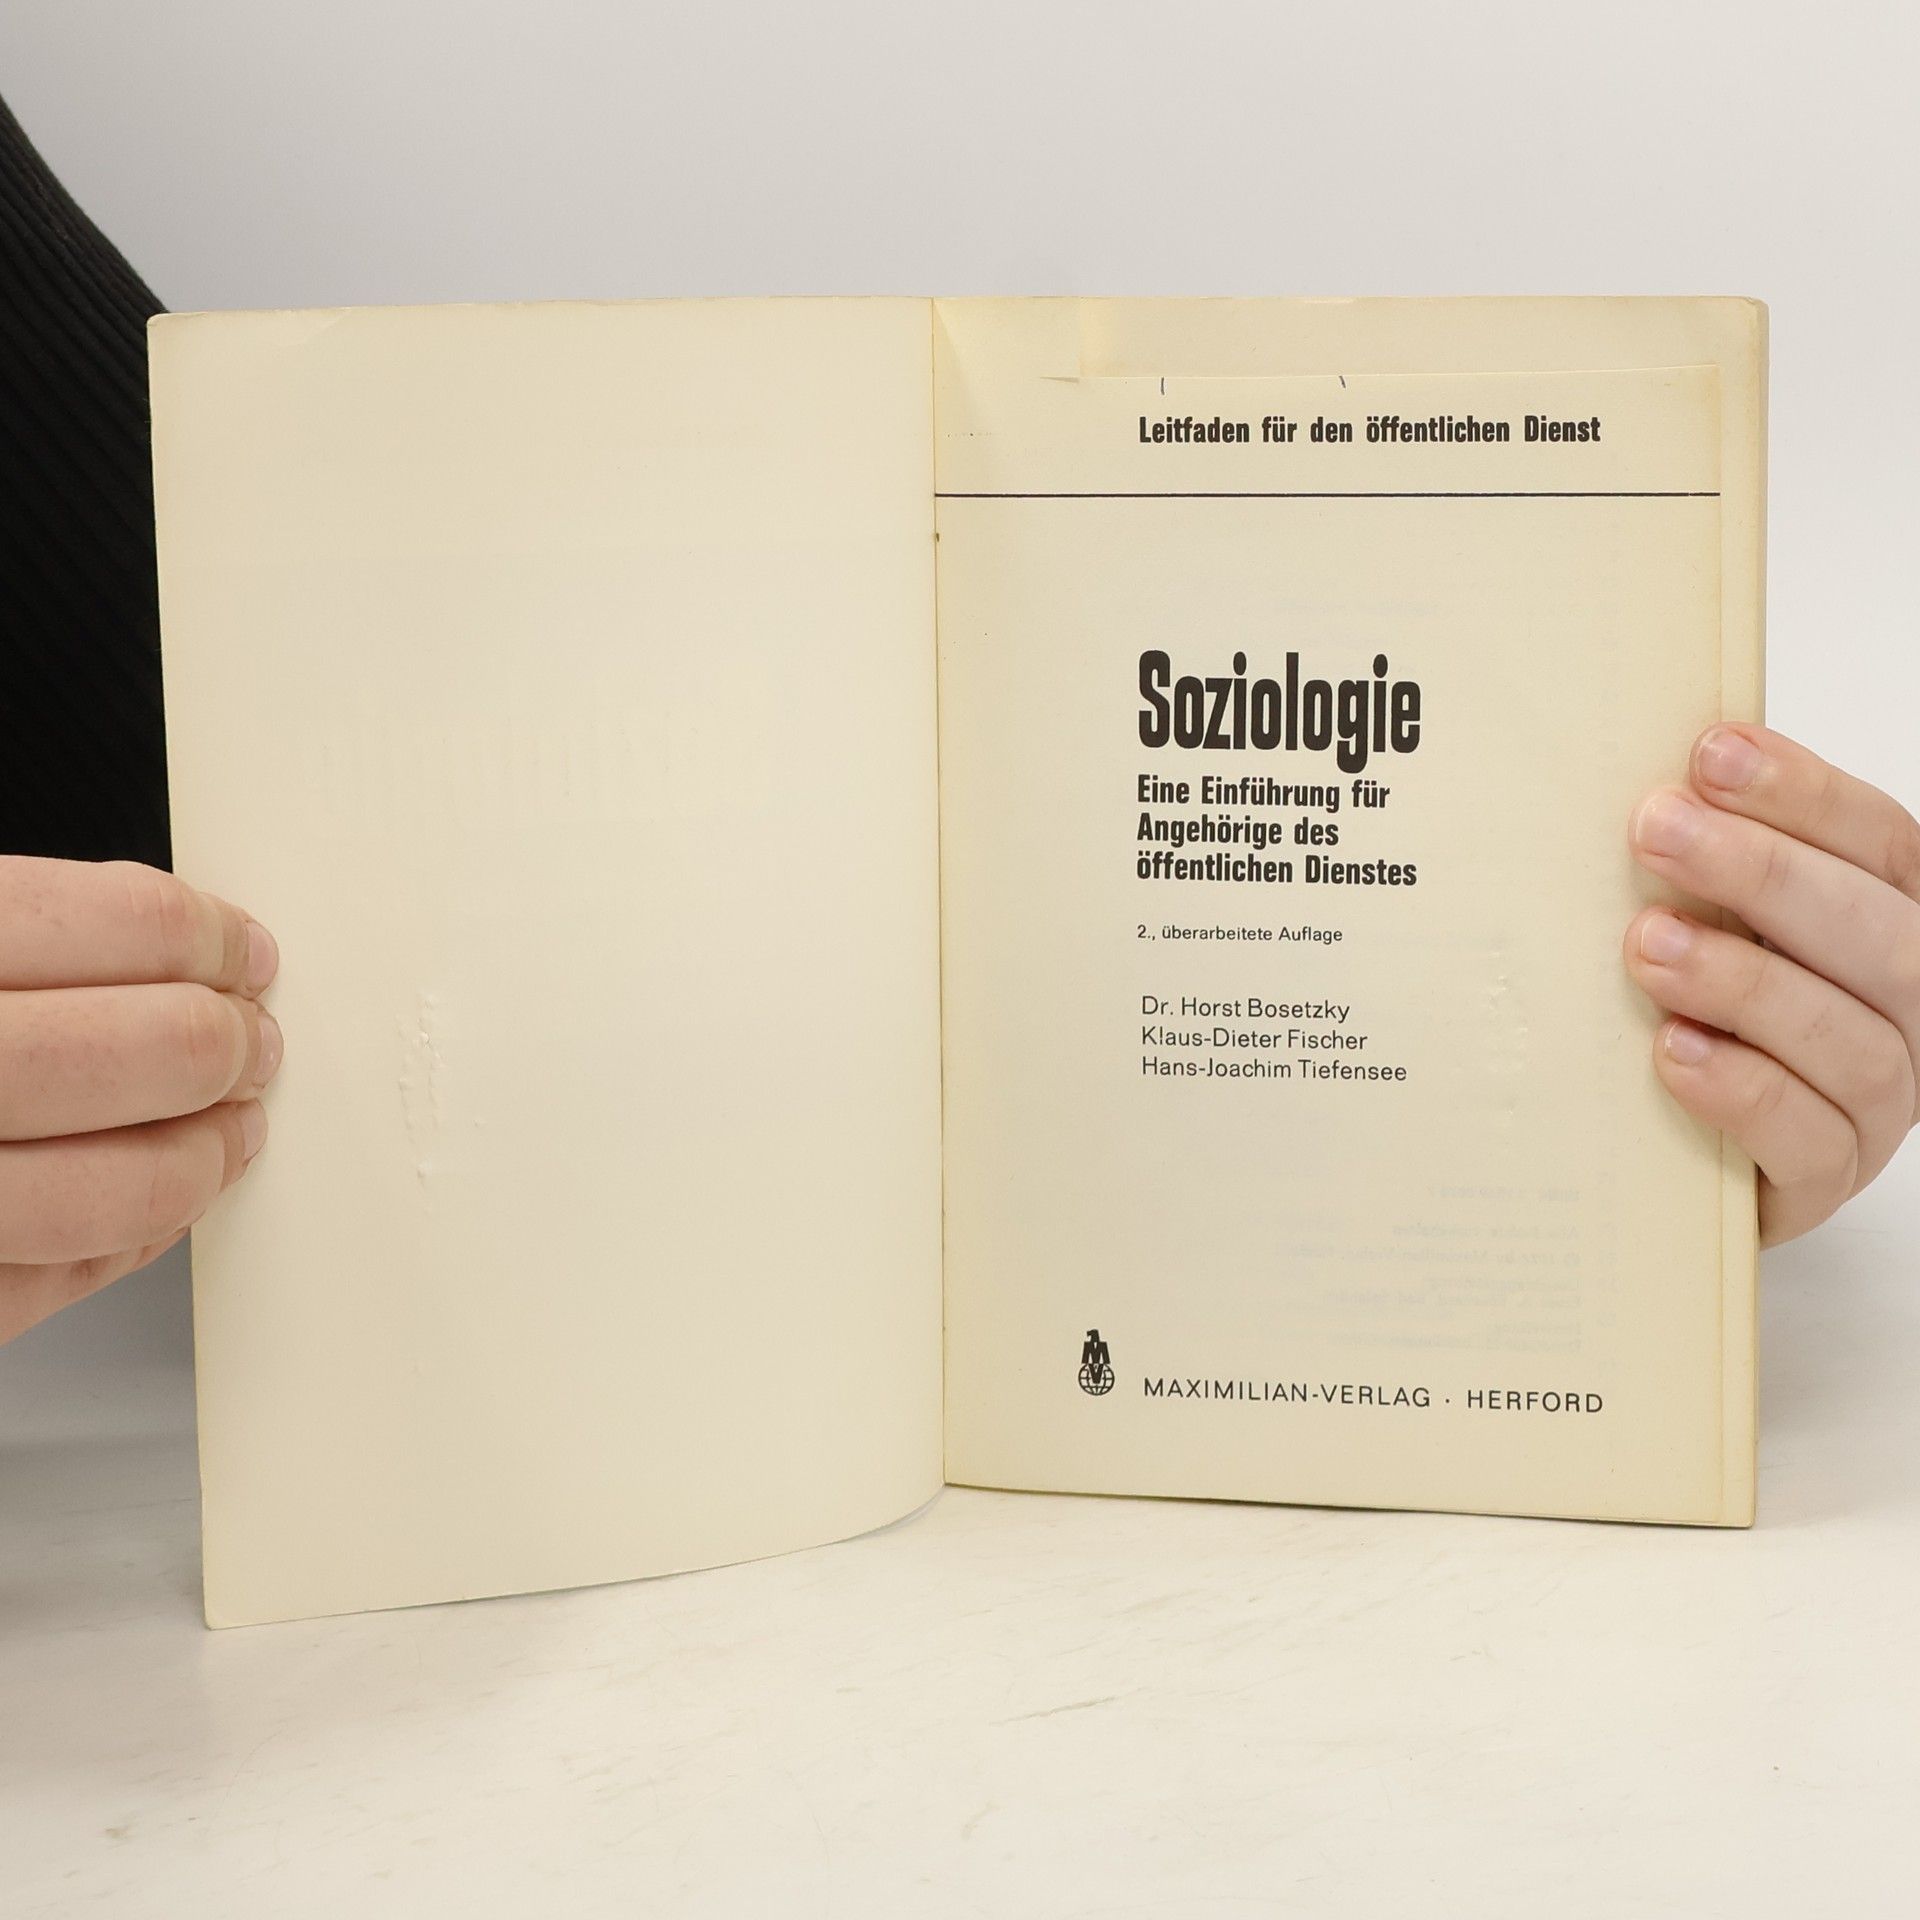 Leitfaden für den öffentlichen Dienst
Soziologie
Eine Einführung für
Angehörige des
öffentlichen Dienstes
2., überarbeitete Auflage
Dr. Horst Bosetzky
Klaus-Dieter Fischer
Hans-Joachim Tiefensee
MV
MAXIMILIAN-VERLAG · HERFORD